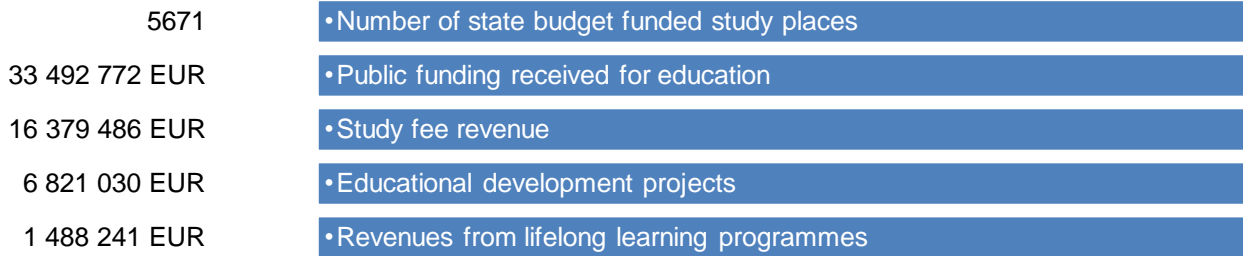 5671 •Number of state budget funded study places
33 492 772 EUR •Public funding received for education
16 379 486 EUR •Study fee revenue
6 821 030 EUR •Educational development projects
1 488 241 EUR •Revenues from lifelong learning programmes